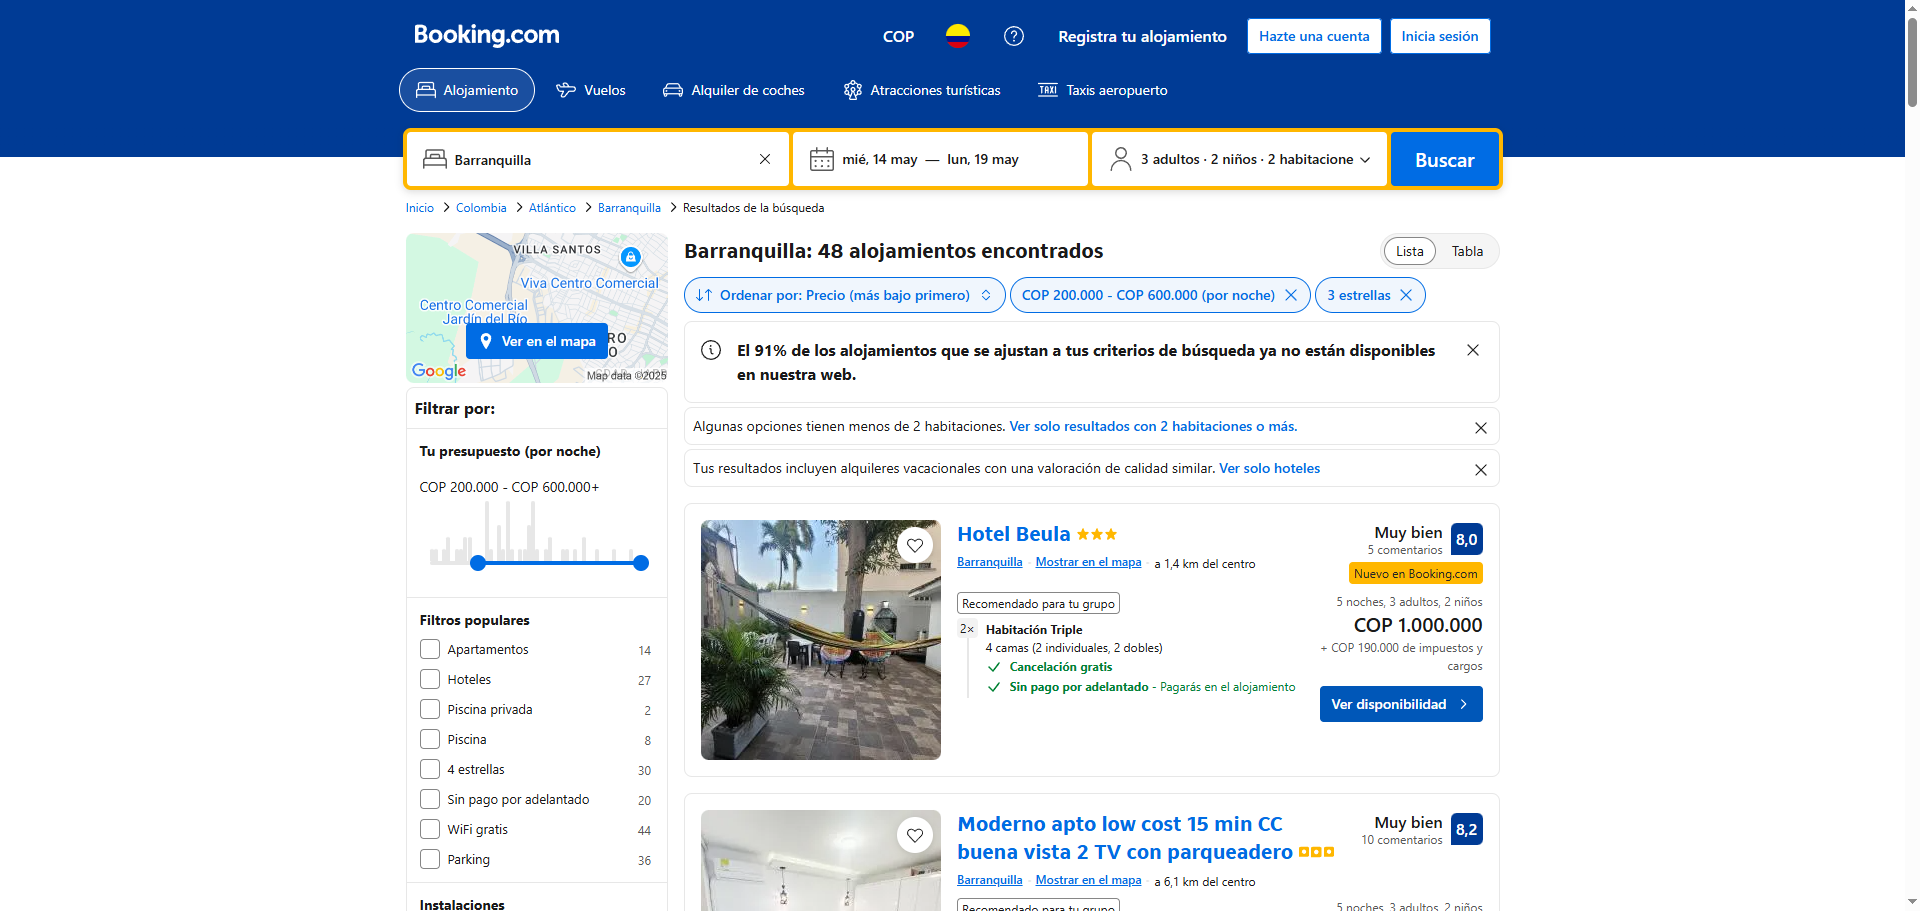 Booking.com
COP
Registra tu alojamiento
Hazte una cuenta
Inicia sesión
Alojamiento
Vuelos
Alquiler de coches
Atracciones turísticas
TAXI Taxis aeropuerto
Barranquilla
mié, 14 may — lun, 19 may
3 adultos · 2 niños · 2 habitacione
Buscar
Inicio > Colombia > Atlántico > Barranquilla > Resultados de la búsqueda
VILLA SANTOS
Viva Centro Comercial
Centro Comercial
Jardín del Río
RO
O
Ver en el mapa
Google
Map data ©2025
Filtrar por:
Tu presupuesto (por noche)
COP 200.000 - COP 600.000+
Filtros populares
Apartamentos 14
Hoteles 27
Piscina privada 2
Piscina 8
4 estrellas 30
Sin pago por adelantado 20
WiFi gratis 44
Parking 36
Instalaciones
Barranquilla: 48 alojamientos encontrados
Lista
Tabla
Ordenar por: Precio (más bajo primero)
COP 200.000 - COP 600.000 (por noche)
3 estrellas
El 91% de los alojamientos que se ajustan a tus criterios de búsqueda ya no están disponibles
en nuestra web.
Algunas opciones tienen menos de 2 habitaciones. Ver solo resultados con 2 habitaciones o más.
Tus resultados incluyen alquileres vacacionales con una valoración de calidad similar. Ver solo hoteles
Hotel Beula
Barranquilla · Mostrar en el mapa · a 1,4 km del centro
Recomendado para tu grupo
2× Habitación Triple
4 camas (2 individuales, 2 dobles)
Cancelación gratis
Sin pago por adelantado - Pagarás en el alojamiento
Muy bien
5 comentarios
8,0
Nuevo en Booking.com
5 noches, 3 adultos, 2 niños
COP 1.000.000
+ COP 190.000 de impuestos y
cargos
Ver disponibilidad
Moderno apto low cost 15 min CC
buena vista 2 TV con parqueadero
Barranquilla · Mostrar en el mapa · a 6,1 km del centro
Recomendado para tu grupo
Muy bien
10 comentarios
8,2
5 noches, 3 adultos, 2 niños